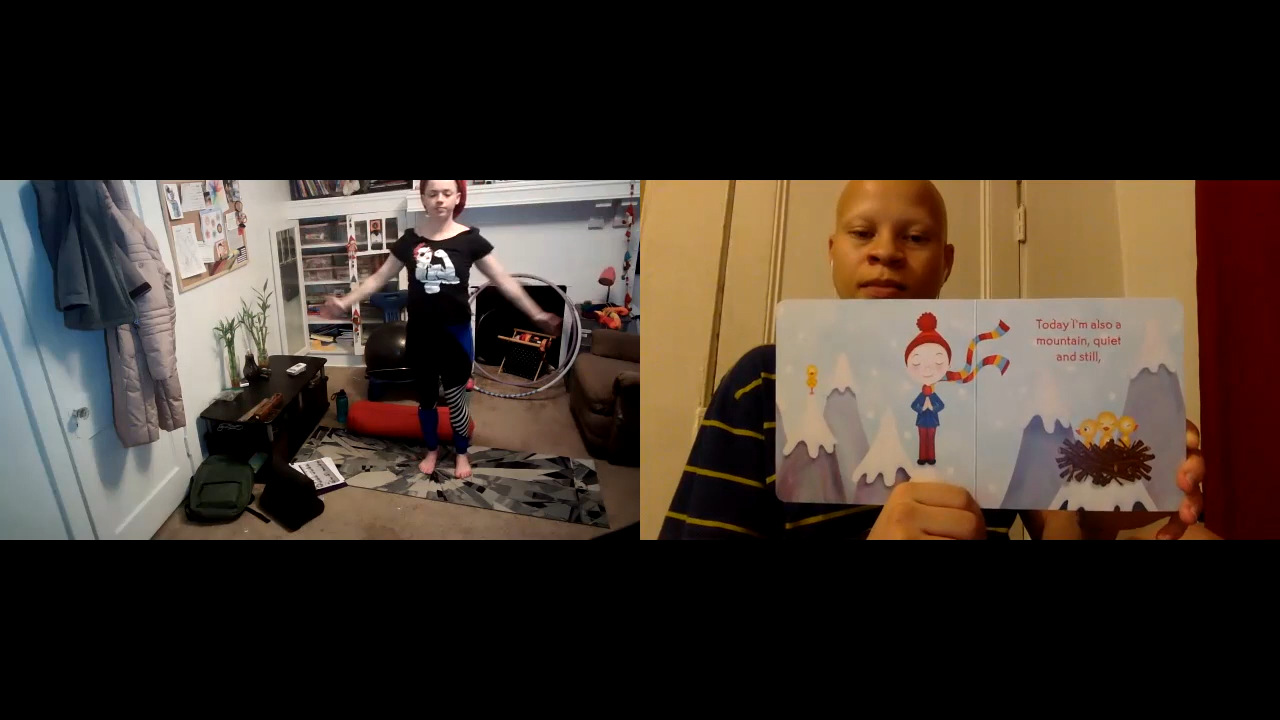 Today I'm also a
mountain, quiet
and still,